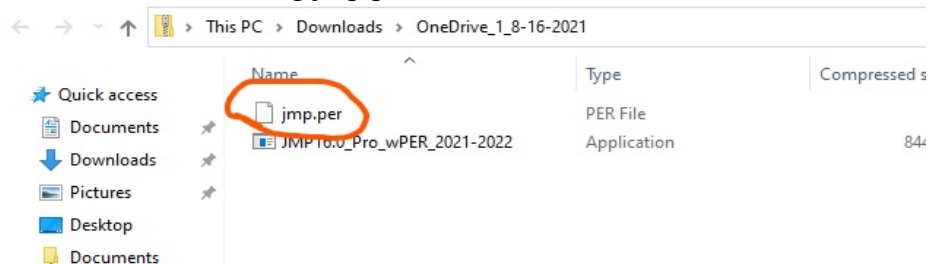 This PC > Downloads > OneDrive_1_8-16-2021
Name Type Compressed s
Quick access
jmp.per PER File
Documents
JMP16.0_Pro_wPER_2021-2022 Application 844
Downloads
Pictures
Desktop
Documents